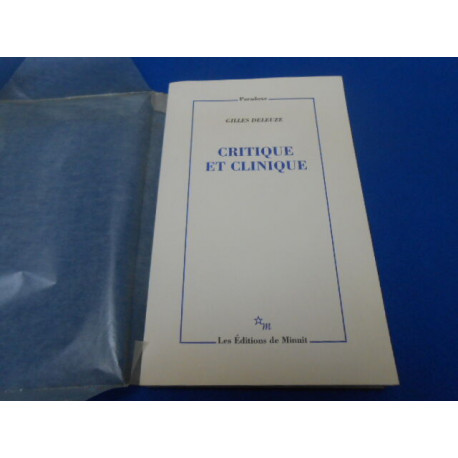 Paradoxe
GILLES DELEUZE
CRITIQUE
ET CLINIQUE
m
Les Éditions de Minuit